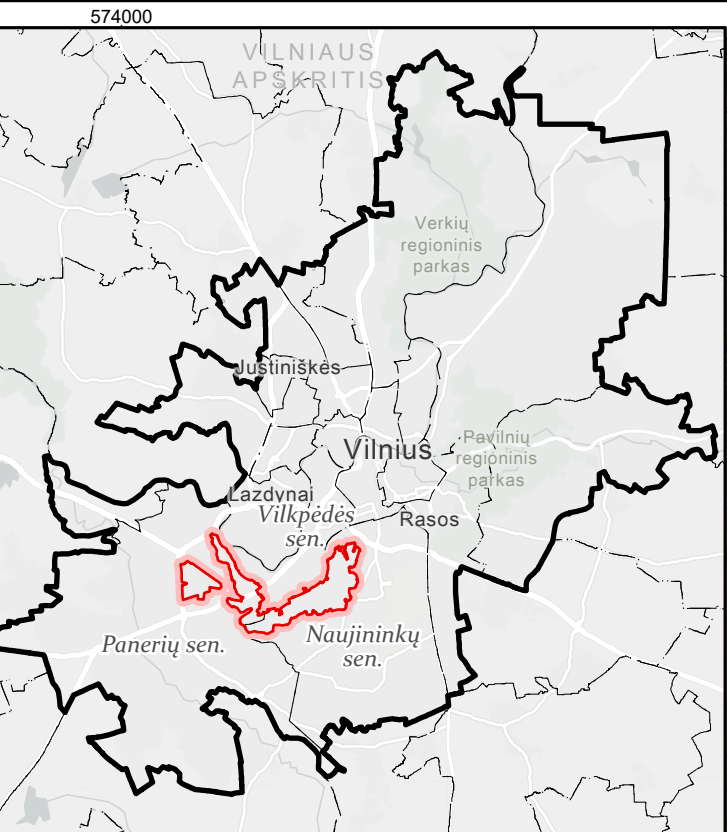 574000
VILNIAUS
APSKRITIS
Verkių
regioninis
parkas
Justiniškės
Vilnius
Pavilnių
regioninis
parkas
Lazdynai
Vilkpėdės
sen.
Rasos
Panerių sen.
Naujininkų
sen.